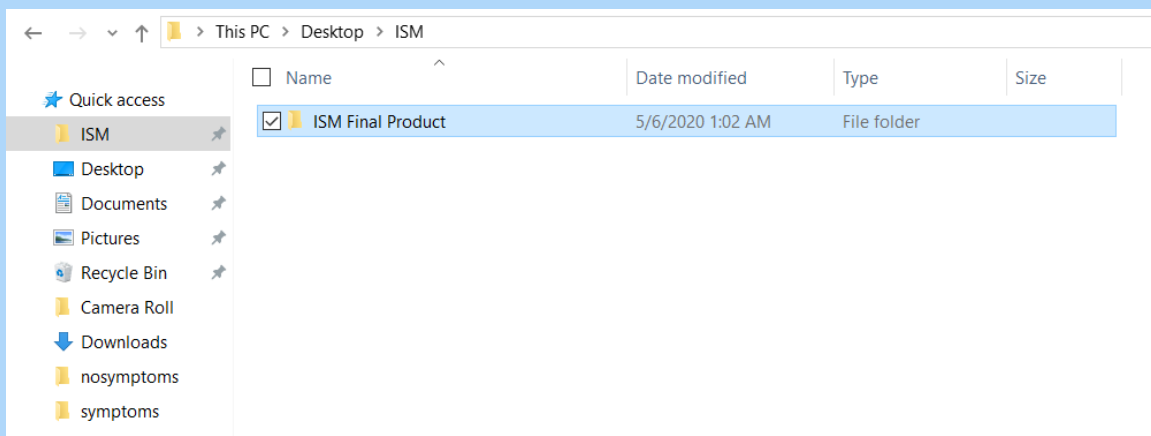 This PC > Desktop > ISM
Name Date modified Type Size
Quick access
ISM
ISM Final Product 5/6/2020 1:02 AM File folder
Desktop
Documents
Pictures
Recycle Bin
Camera Roll
Downloads
nosymptoms
symptoms